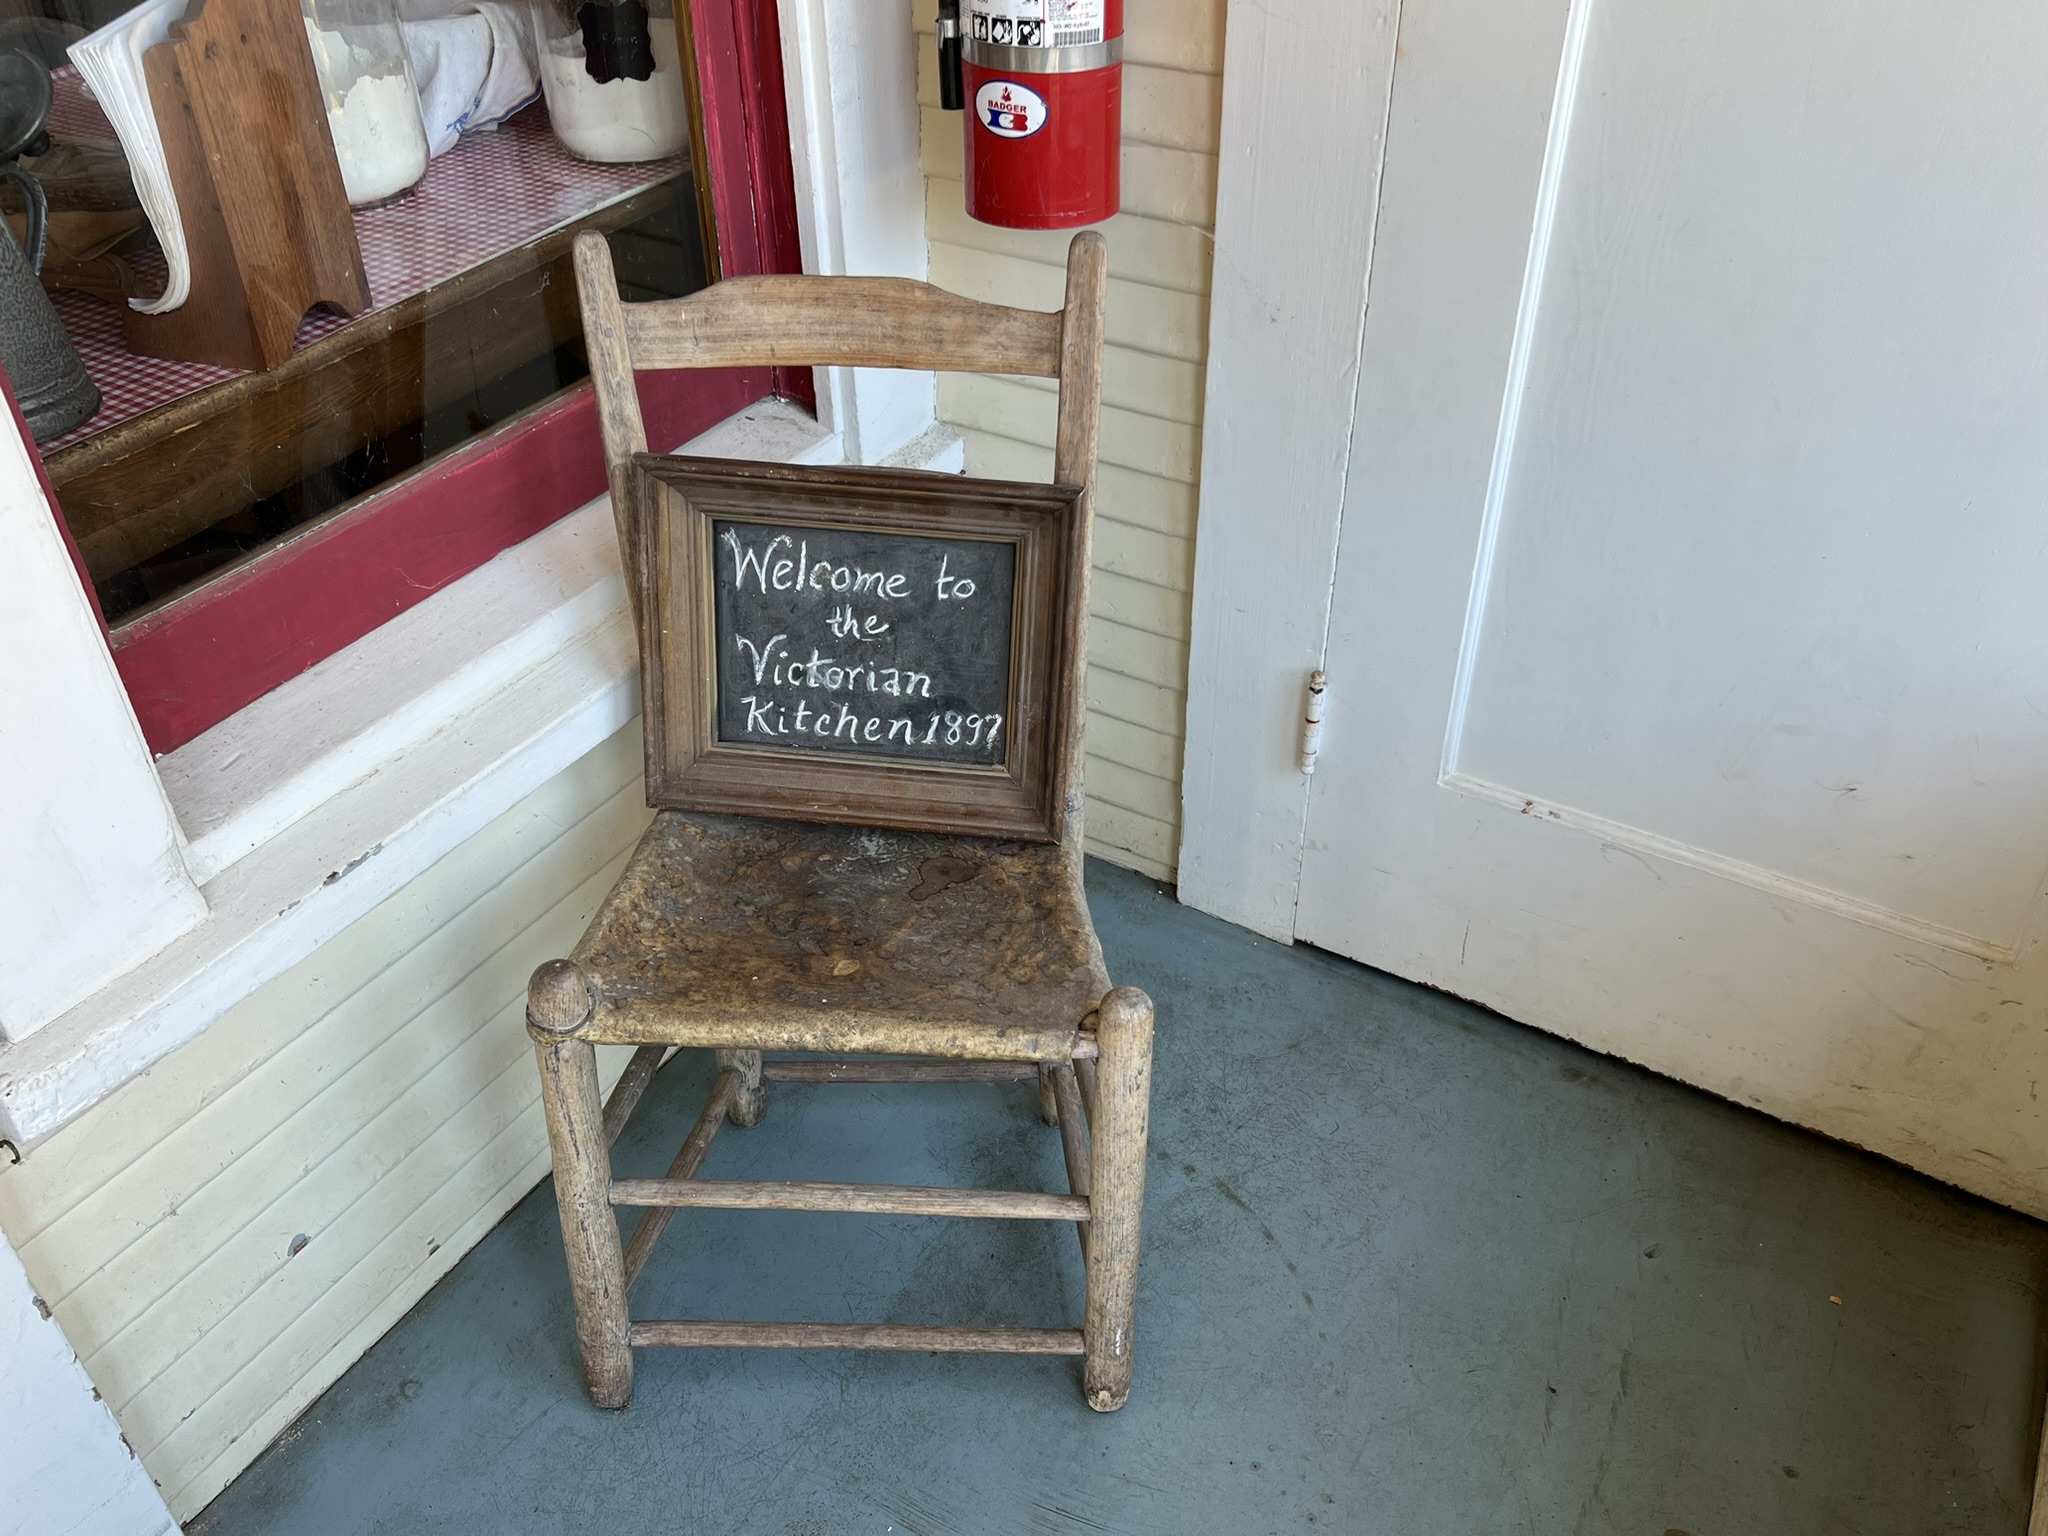 BADGER
Welcome to
the
Victorian
Kitchen 1897